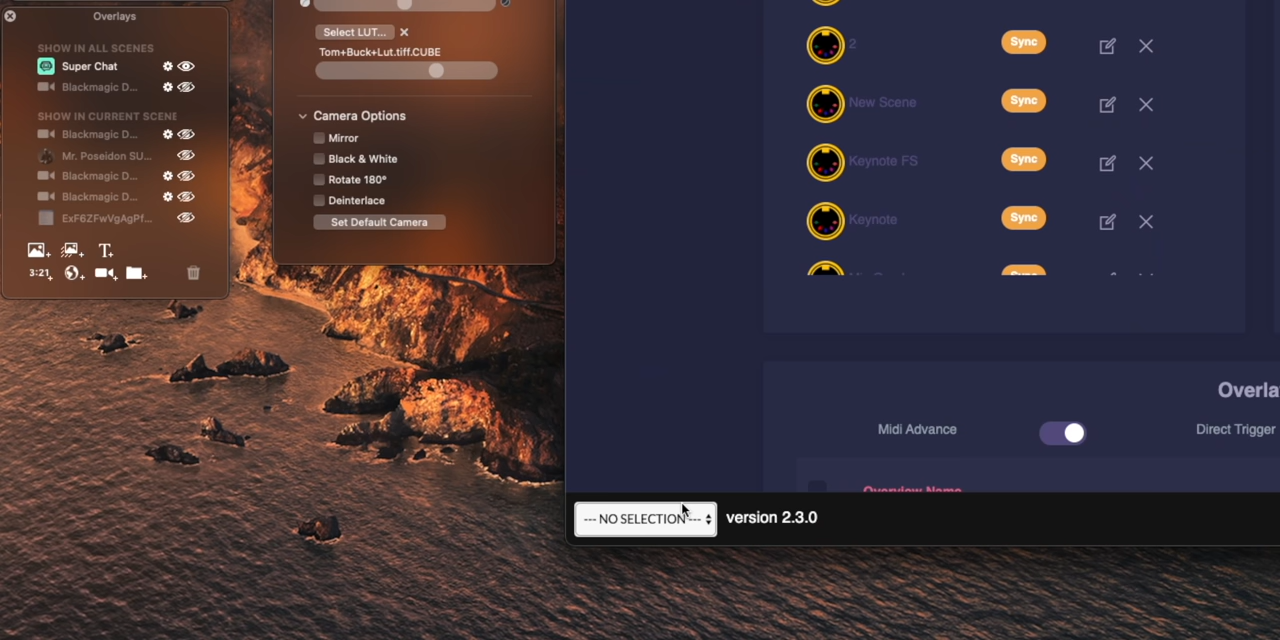 Overlays
SHOW IN ALL SCENES
Super Chat
Blackmagic D...
SHOW IN CURRENT SCENE
Blackmagic D...
Mr. Poseidon SU...
Blackmagic D...
Blackmagic D...
ExF6ZFwVgAgPf...
T+
3:21+
Select LUT...
Tom+Buck+Lut.tiff.CUBE
Camera Options
Mirror
Black & White
Rotate 180°
Deinterlace
Set Default Camera
2 Sync
New Scene Sync
Keynote FS Sync
Keynote Sync
Sync
Overla
Midi Advance
Direct Trigger
Overview Name
--- NO SELECTION ---
version 2.3.0